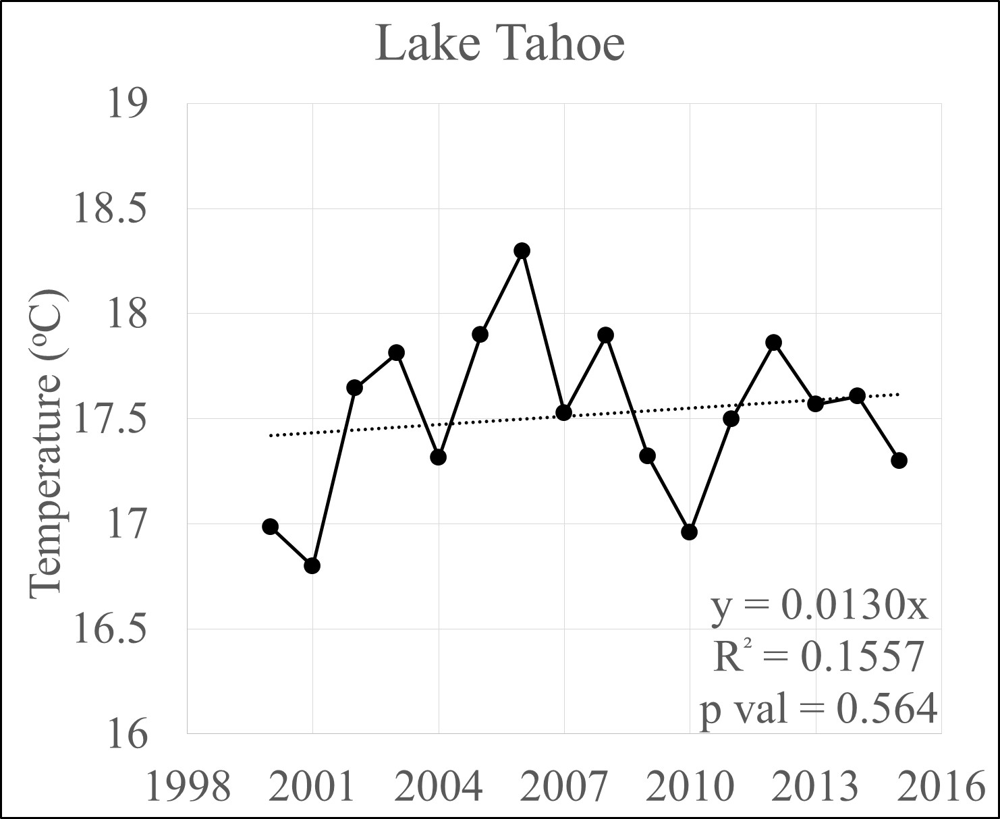 Lake Tahoe
19
18.5
18
17.5
17
16.5
16
Temperature (ºC)
y = 0.0130x
R² = 0.1557
p val = 0.564
1998 2001 2004 2007 2010 2013 2016